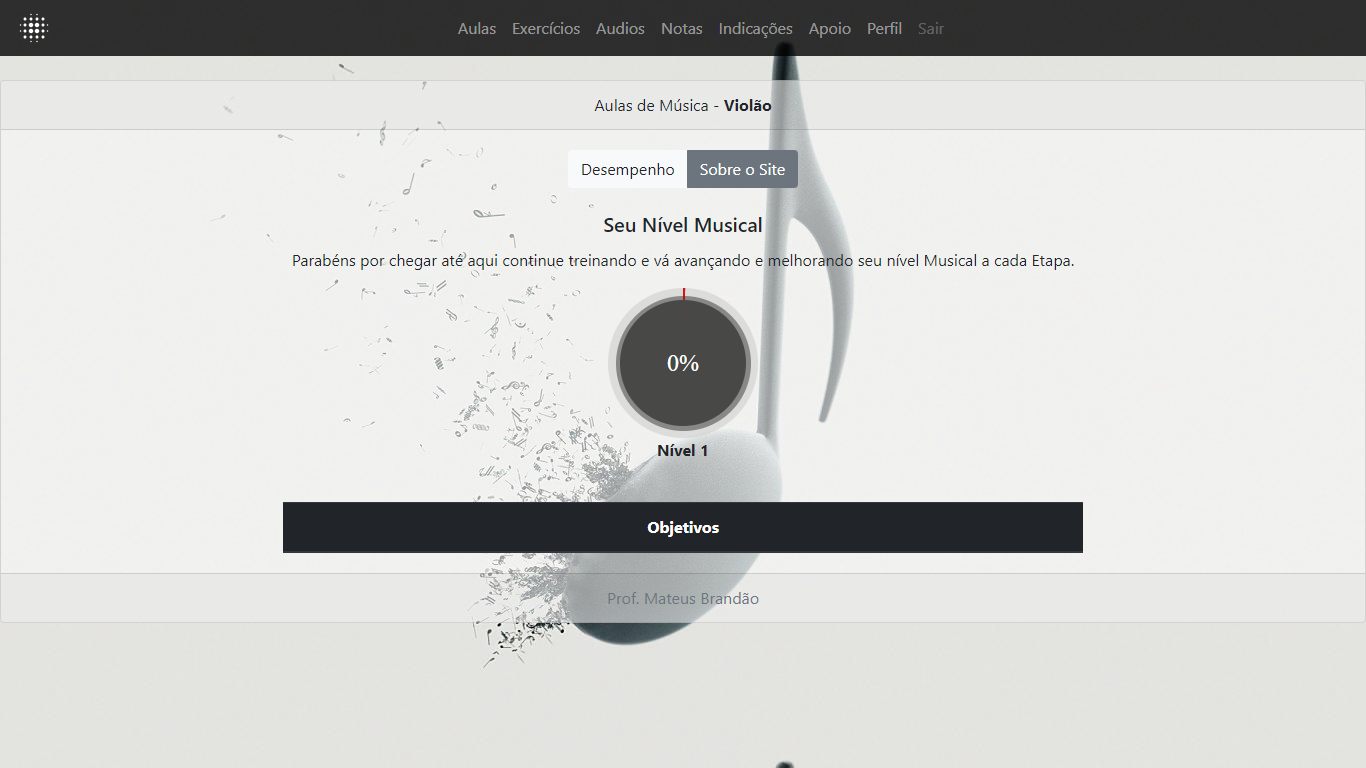 Aulas Exercícios Audios Notas Indicações Apoio Perfil Sair
Aulas de Música - Violão
Desempenho Sobre o Site
Seu Nível Musical
Parabéns por chegar até aqui continue treinando e vá avançando e melhorando seu nível Musical a cada Etapa.
0%
Nível 1
Objetivos
Prof. Mateus Brandão